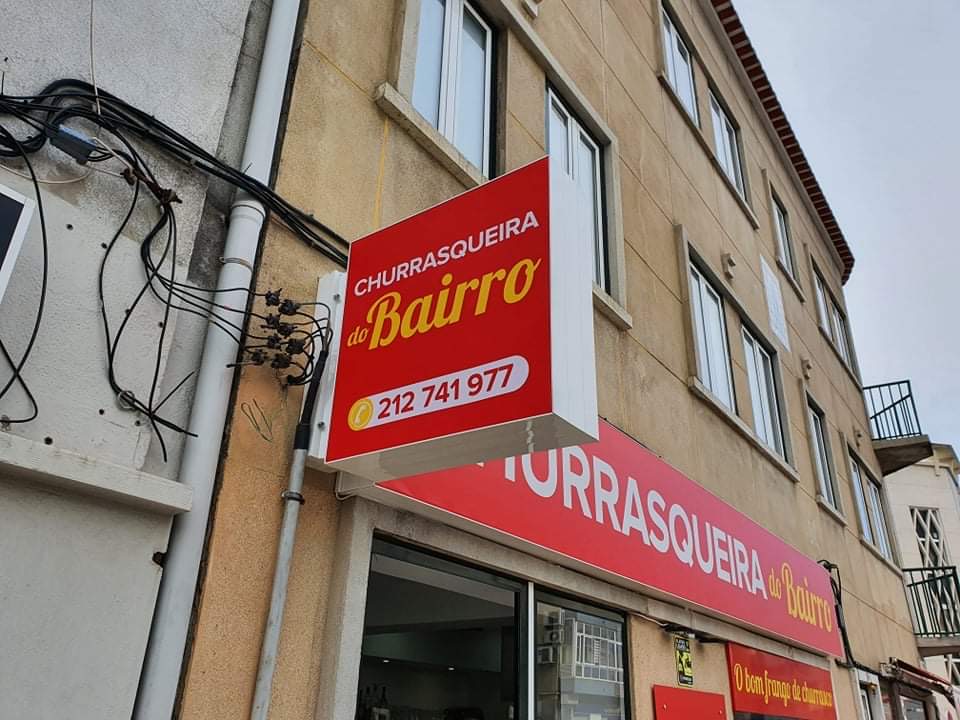 CHURRASQUEIRA
do Bairro
212 741 977
HURRASQUEIRA do Bairro
O bom frango de churrasco